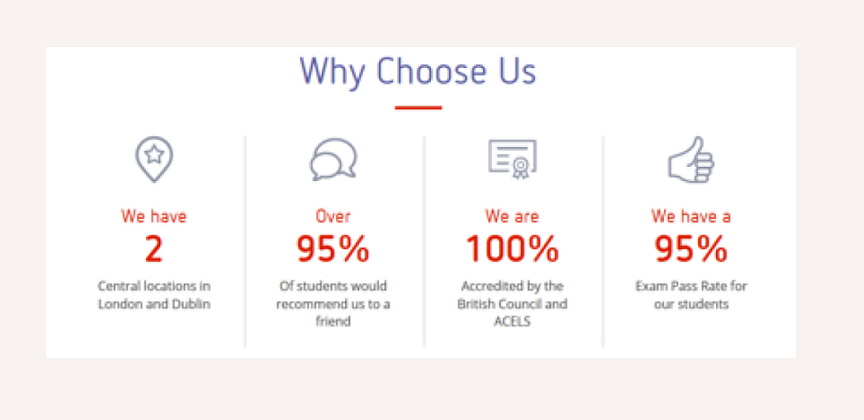 Why Choose Us
We have
2
Central locations in
London and Dublin
Over
95%
Of students would
recommend us to a
friend
We are
100%
Accredited by the
British Council and
ACELS
We have a
95%
Exam Pass Rate for
our students